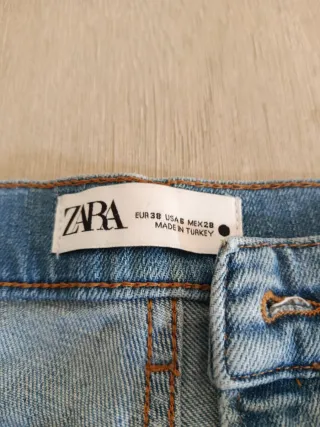 ZARA
EUR 38 USA 6 MEX 28
MADE IN TURKEY